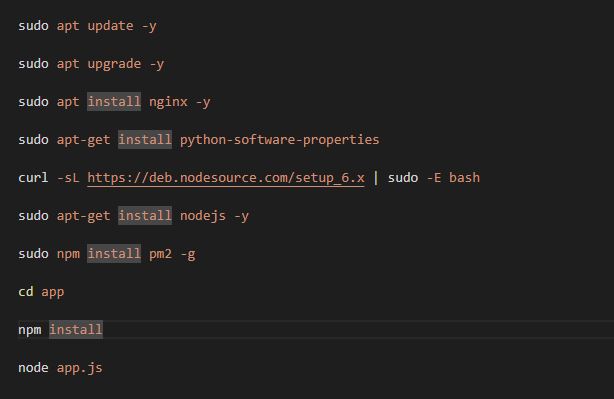 sudo apt update -y
sudo apt upgrade -y
sudo apt install nginx -y
sudo apt-get install python-software-properties
curl -sL https://deb.nodesource.com/setup_6.x | sudo -E bash
sudo apt-get install nodejs -y
sudo npm install pm2 -g
cd app
npm install
node app.js